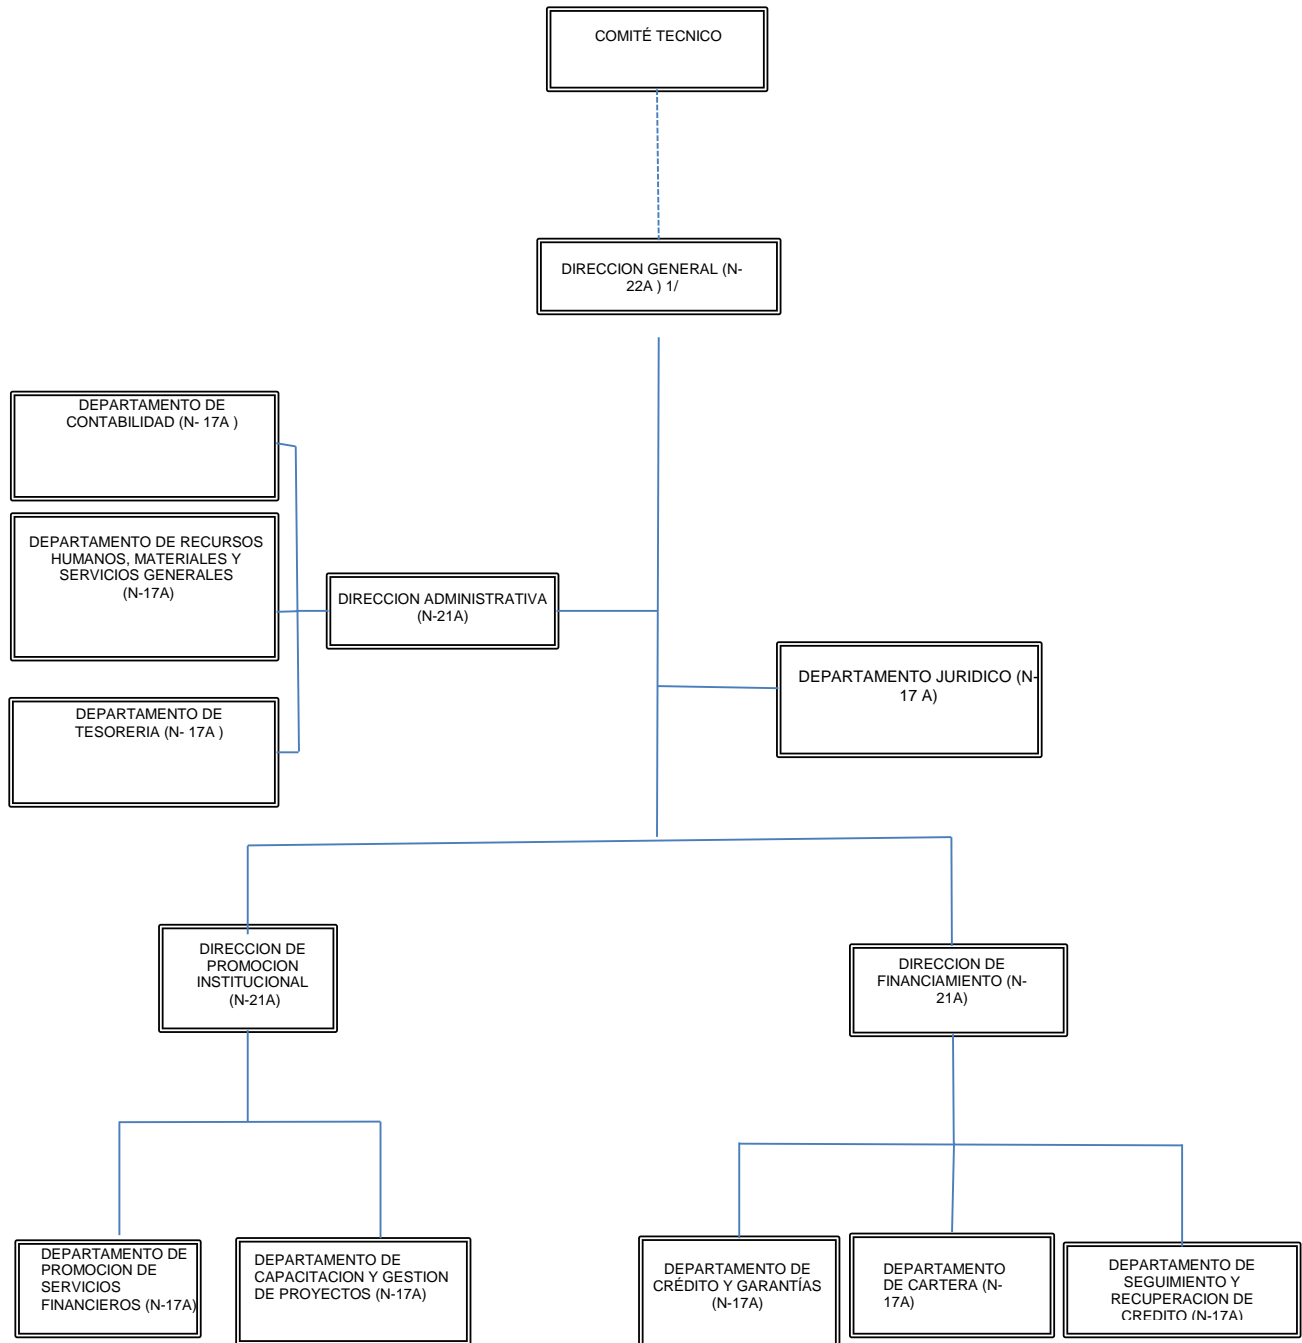 COMITÉ TECNICO
DIRECCION GENERAL (N-
22A ) 1/
DEPARTAMENTO DE
CONTABILIDAD (N- 17A )
DEPARTAMENTO DE RECURSOS
HUMANOS, MATERIALES Y
SERVICIOS GENERALES
(N-17A)
DIRECCION ADMINISTRATIVA
(N-21A)
DEPARTAMENTO JURIDICO (N-
17 A)
DEPARTAMENTO DE
TESORERIA (N- 17A )
DIRECCION DE
PROMOCION
INSTITUCIONAL
(N-21A)
DIRECCION DE
FINANCIAMIENTO (N-
21A)
DEPARTAMENTO DE
PROMOCION DE
SERVICIOS
FINANCIEROS (N-17A)
DEPARTAMENTO DE
CAPACITACION Y GESTION
DE PROYECTOS (N-17A)
DEPARTAMENTO DE
CRÉDITO Y GARANTÍAS
(N-17A)
DEPARTAMENTO
DE CARTERA (N-
17A)
DEPARTAMENTO DE
SEGUIMIENTO Y
RECUPERACION DE
CREDITO (N-17A)